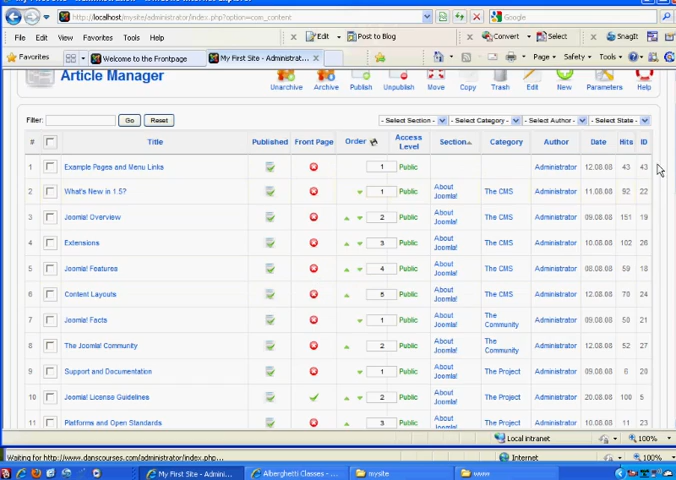 http://localhost/mysite/administrator/index.php?option=com_content
Google
File Edit View Favorites Tools Help
Edit Post to Blog Convert Select SnagIt
Favorites Welcome to the Frontpage My First Site - Administrat... Page Safety Tools
Article Manager
Unarchive Archive Publish Unpublish Move Copy Trash Edit New Parameters Help
Filter: Go Reset - Select Section - - Select Category - - Select Author - - Select State -
# Title Published Front Page Order Access Level Section Category Author Date Hits ID
1 Example Pages and Menu Links 1 Public Administrator 12.08.08 43 43
2 What's New in 1.5? 1 Public About Joomla! The CMS Administrator 11.08.08 92 22
3 Joomla! Overview 2 Public About Joomla! The CMS Administrator 09.08.08 151 19
4 Extensions 3 Public About Joomla! The CMS Administrator 10.08.08 102 26
5 Joomla! Features 4 Public About Joomla! The CMS Administrator 08.08.08 59 18
6 Content Layouts 5 Public About Joomla! The CMS Administrator 12.08.08 70 24
7 Joomla! Facts 1 Public About Joomla! The Community Administrator 09.08.08 50 21
8 The Joomla! Community 2 Public About Joomla! The Community Administrator 12.08.08 52 27
9 Support and Documentation 1 Public About Joomla! The Project Administrator 09.08.08 6 20
10 Joomla! License Guidelines 2 Public About Joomla! The Project Administrator 20.08.08 100 5
11 Platforms and Open Standards 3 Public About Joomla! The Project Administrator 10.08.08 11 23
Local intranet 100%
Waiting for http://www.danscourses.com/administrator/index.php... Internet 100%
My First Site - Admini... Alberghetti Classes - ... mysite www